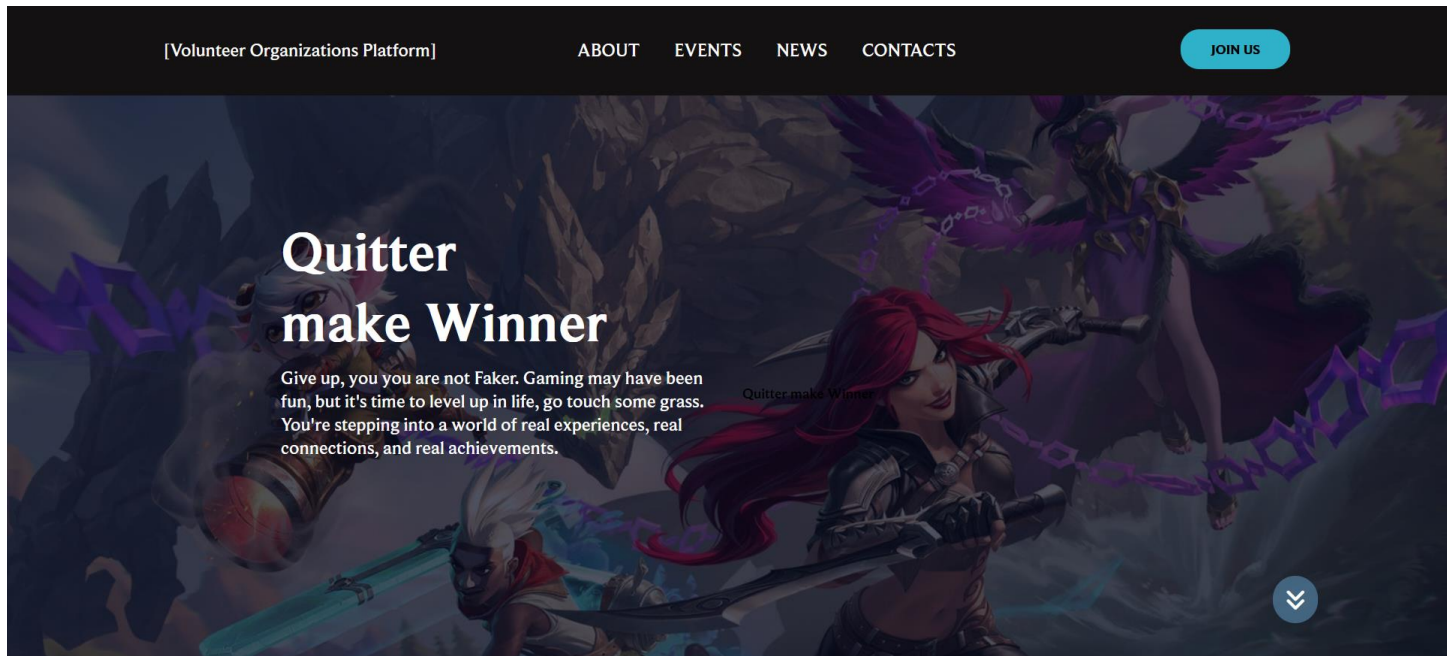 [Volunteer Organizations Platform] ABOUT EVENTS NEWS CONTACTS JOIN US
Quitter
make Winner
Give up, you you are not Faker. Gaming may have been
fun, but it's time to level up in life, go touch some grass.
You're stepping into a world of real experiences, real
connections, and real achievements.
Quitter make Winner